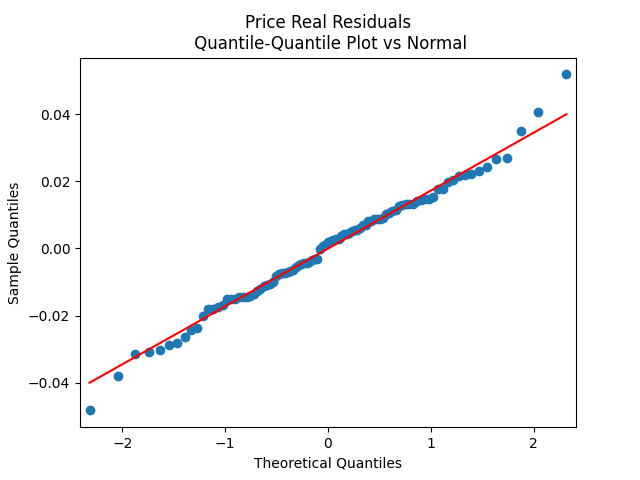 Price Real Residuals
Quantile-Quantile Plot vs Normal
Sample Quantiles
0.04
0.02
0.00
−0.02
−0.04
−2
−1
0
1
2
Theoretical Quantiles